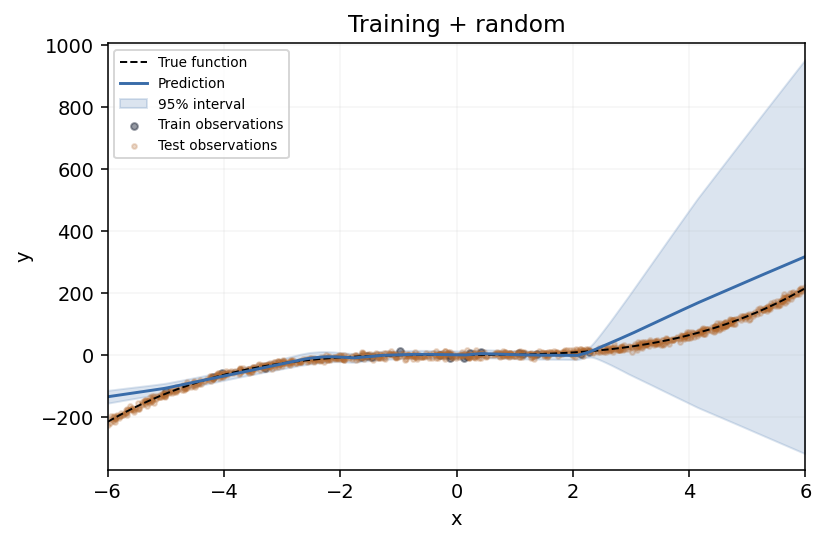 Training + random
1000
800
600
400
200
0
−200
y
True function
Prediction
95% interval
Train observations
Test observations
−6 −4 −2 0 2 4 6
x